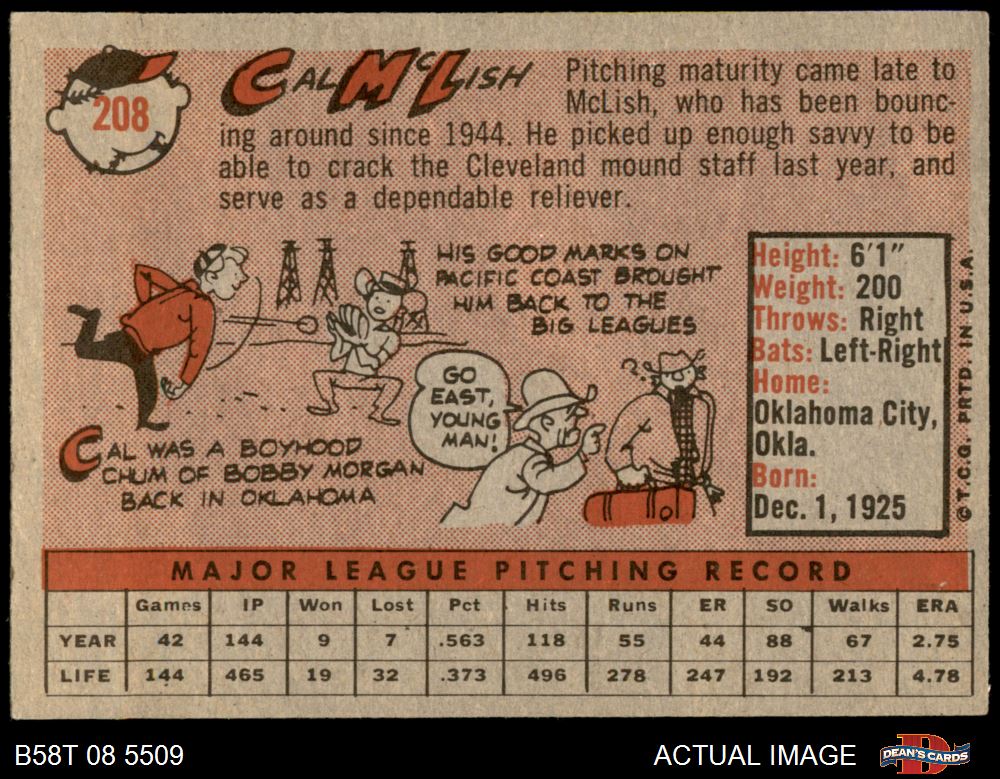 208
CAL McLISH
Pitching maturity came late to
McLish, who has been bounc-
ing around since 1944. He picked up enough savvy to be
able to crack the Cleveland mound staff last year, and
serve as a dependable reliever.
HIS GOOD MARKS ON
PACIFIC COAST BROUGHT
HIM BACK TO THE
BIG LEAGUES
GO
EAST,
YOUNG
MAN!
?
?
CAL WAS A BOYHOOD
CHUM OF BOBBY MORGAN
BACK IN OKLAHOMA
Height: 6'1"
Weight: 200
Throws: Right
Bats: Left-Right
Home:
Oklahoma City,
Okla.
Born:
Dec. 1, 1925
© T.C.G. PRTD. IN U.S.A.
MAJOR LEAGUE PITCHING RECORD
Games IP Won Lost Pct Hits Runs ER SO Walks ERA
YEAR 42 144 9 7 .563 118 55 44 88 67 2.75
LIFE 144 465 19 32 .373 496 278 247 192 213 4.78
B58T 08 5509
ACTUAL IMAGE
D
DEAN'S CARDS